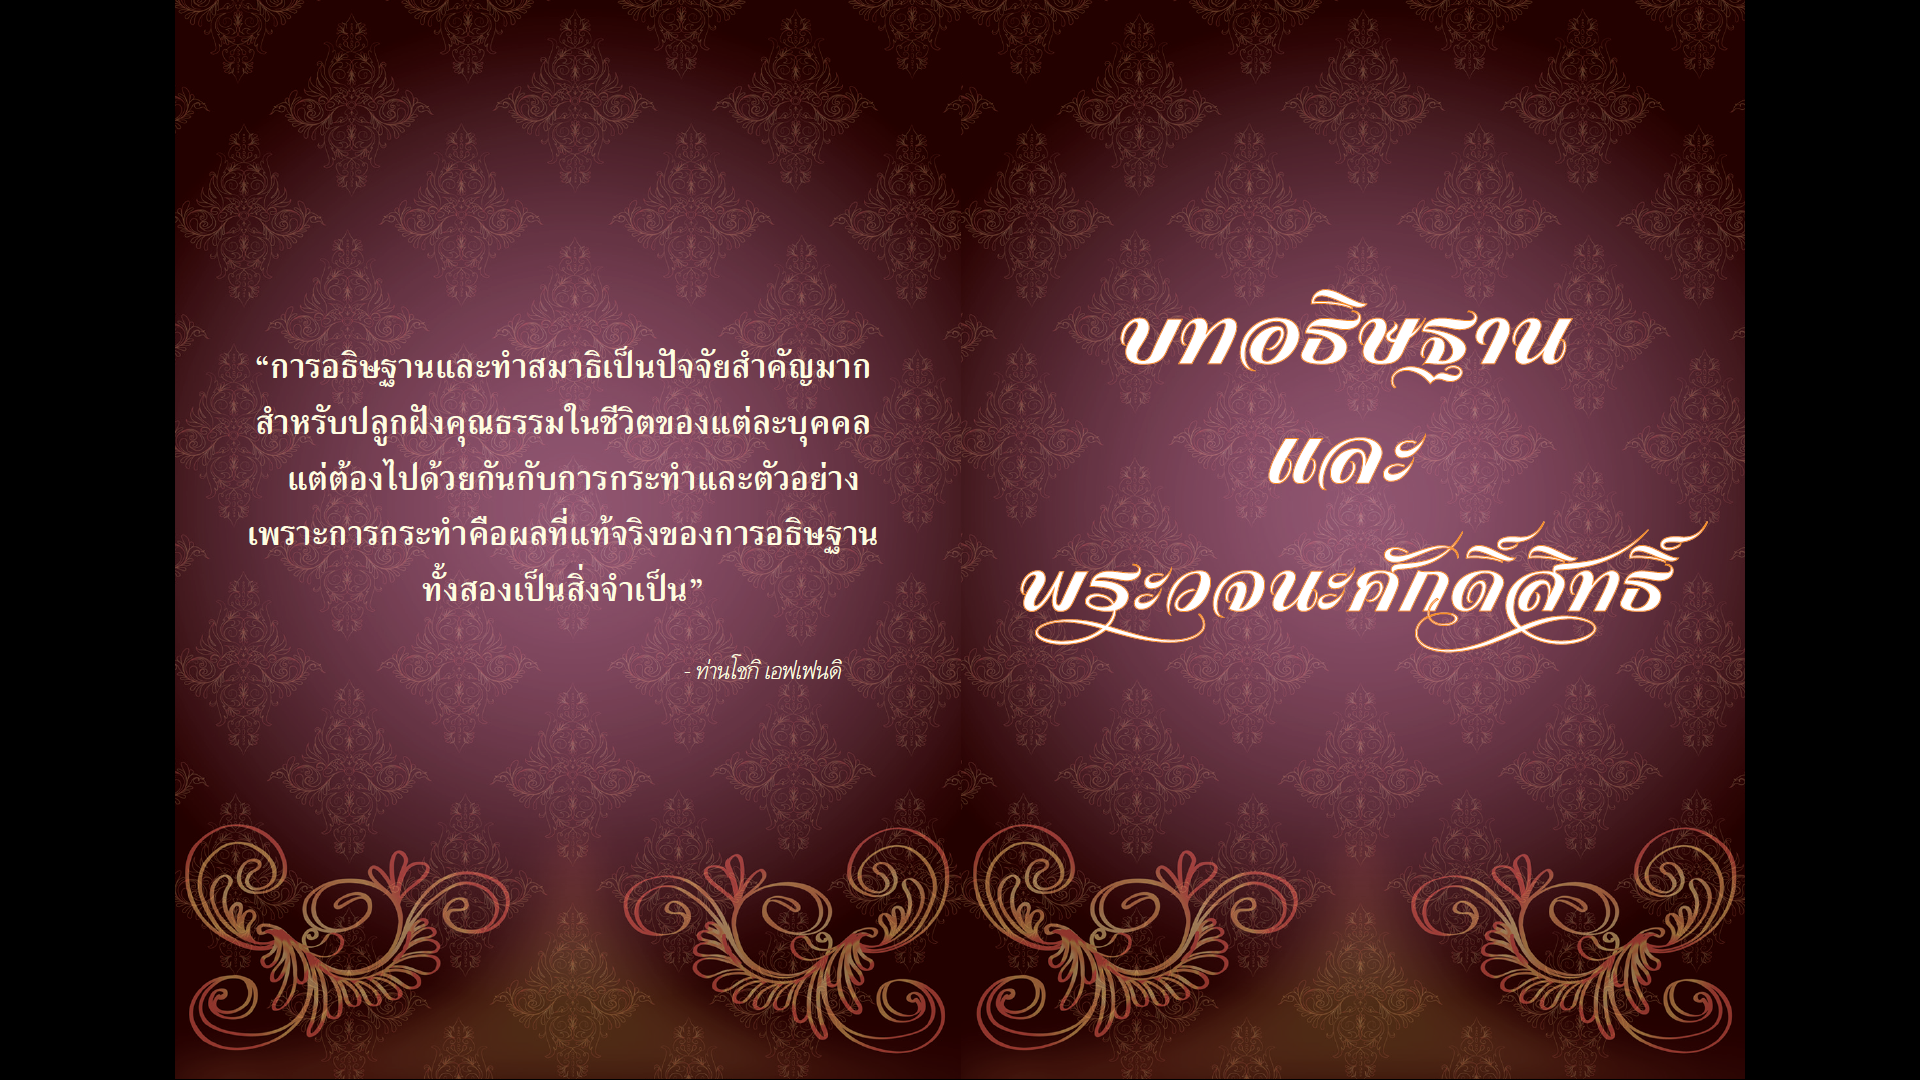 “การอธิษฐานและทำสมาธิเป็นปัจจัยสำคัญมาก
สำหรับปลูกฝังคุณธรรมในชีวิตของแต่ละบุคคล
แต่ต้องไปด้วยกันกับการกระทำและตัวอย่าง
เพราะการกระทำคือผลที่แท้จริงของการอธิษฐาน
ทั้งสองเป็นสิ่งจำเป็น”
- ท่านโชกิ เอฟเฟนดิ
บทอธิษฐาน
และ
พระวจนะศักดิ์สิทธิ์